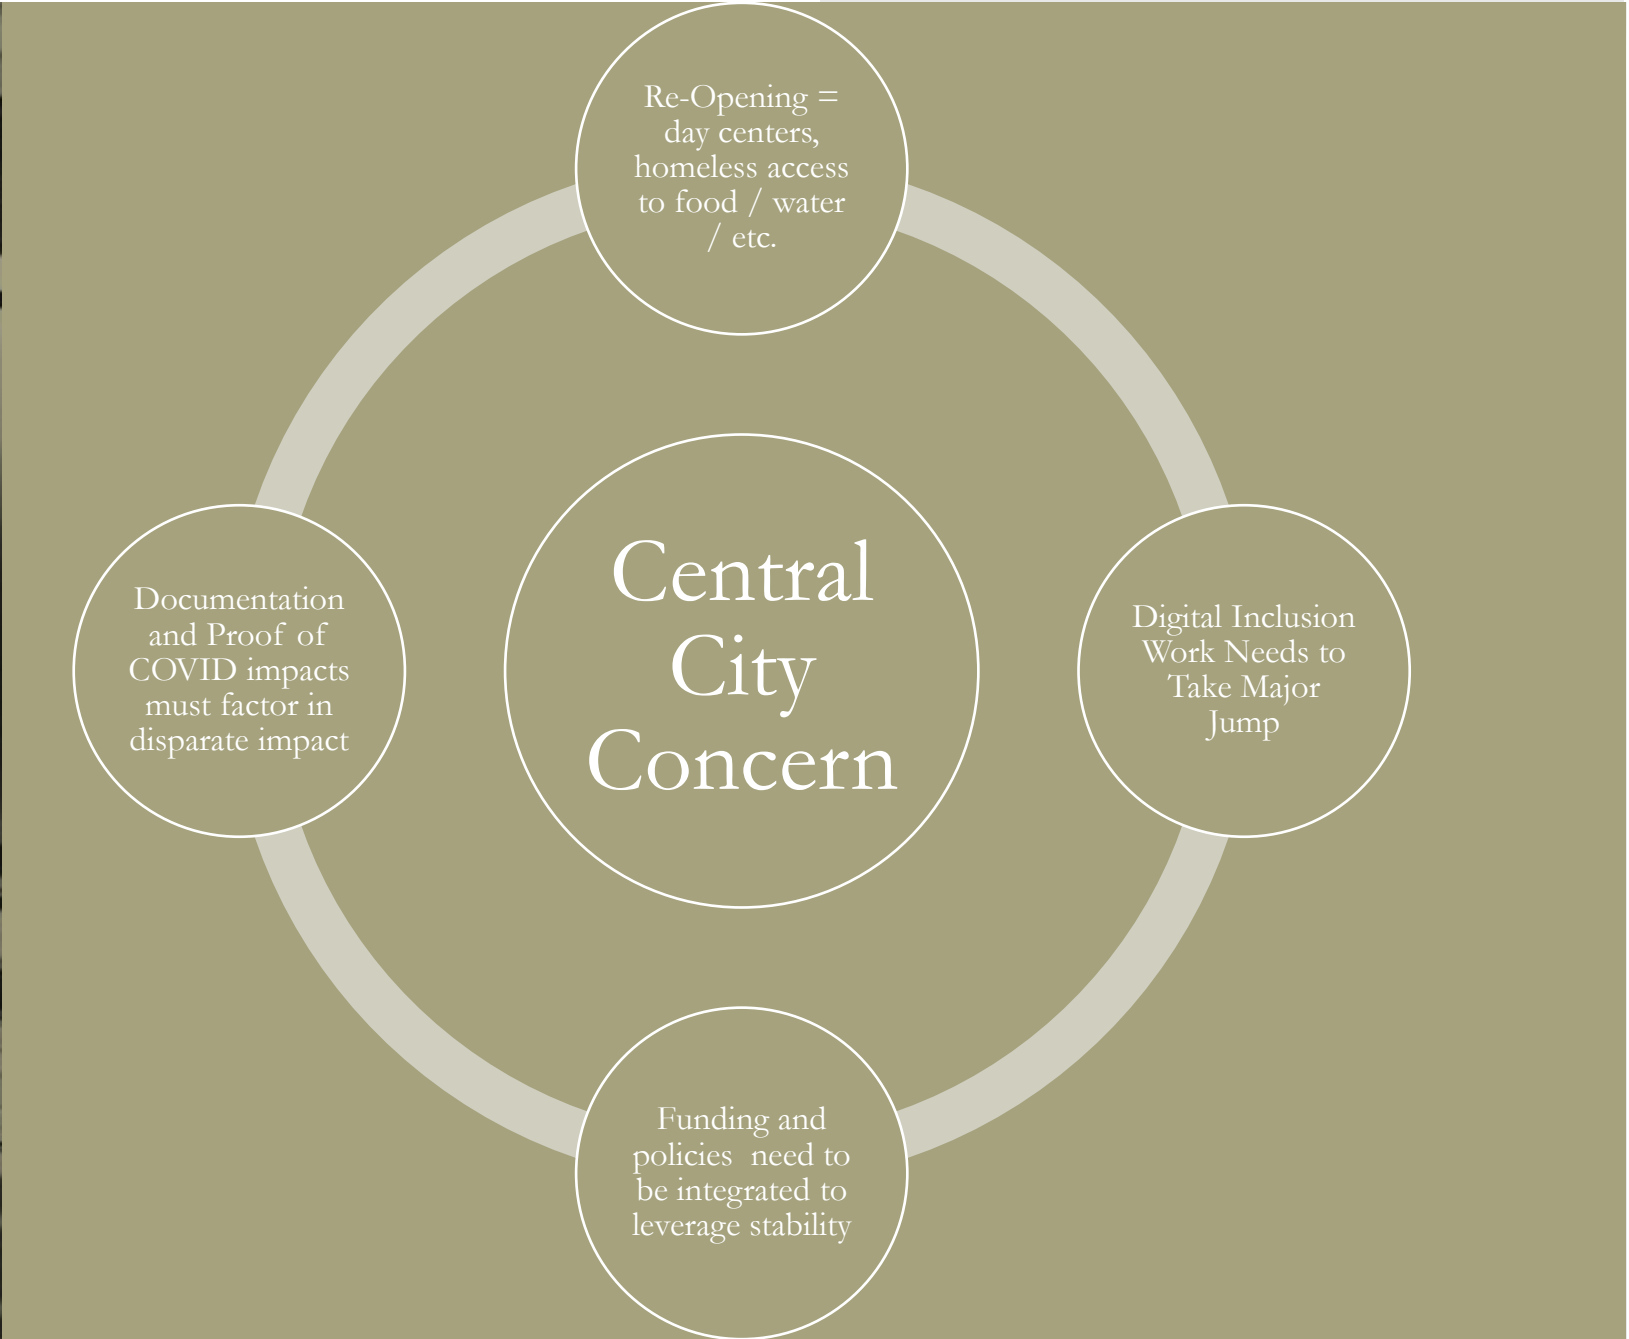 Re-Opening =
day centers,
homeless access
to food / water
/ etc.
Central
City
Concern
Digital Inclusion
Work Needs to
Take Major
Jump
Funding and
policies need to
be integrated to
leverage stability
Documentation
and Proof of
COVID impacts
must factor in
disparate impact